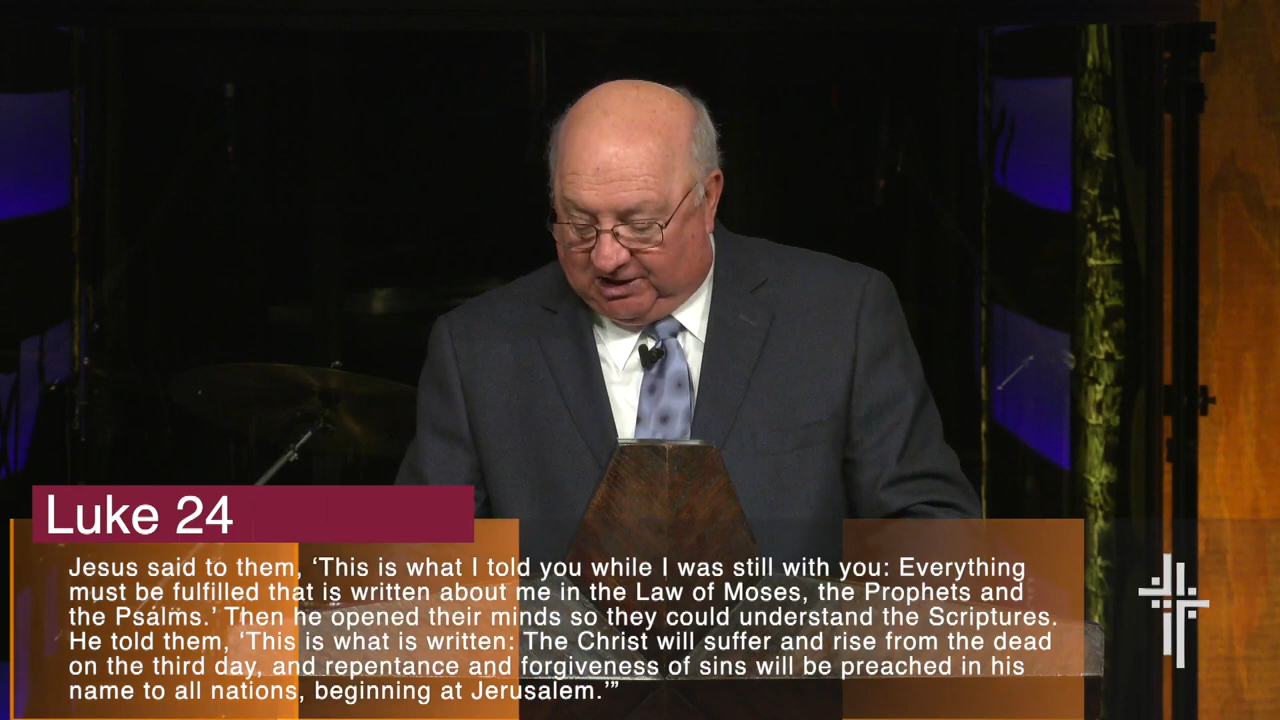 Luke 24
Jesus said to them, ‘This is what I told you while I was still with you: Everything
must be fulfilled that is written about me in the Law of Moses, the Prophets and
the Psalms.’ Then he opened their minds so they could understand the Scriptures.
He told them, ‘This is what is written: The Christ will suffer and rise from the dead
on the third day, and repentance and forgiveness of sins will be preached in his
name to all nations, beginning at Jerusalem.’”